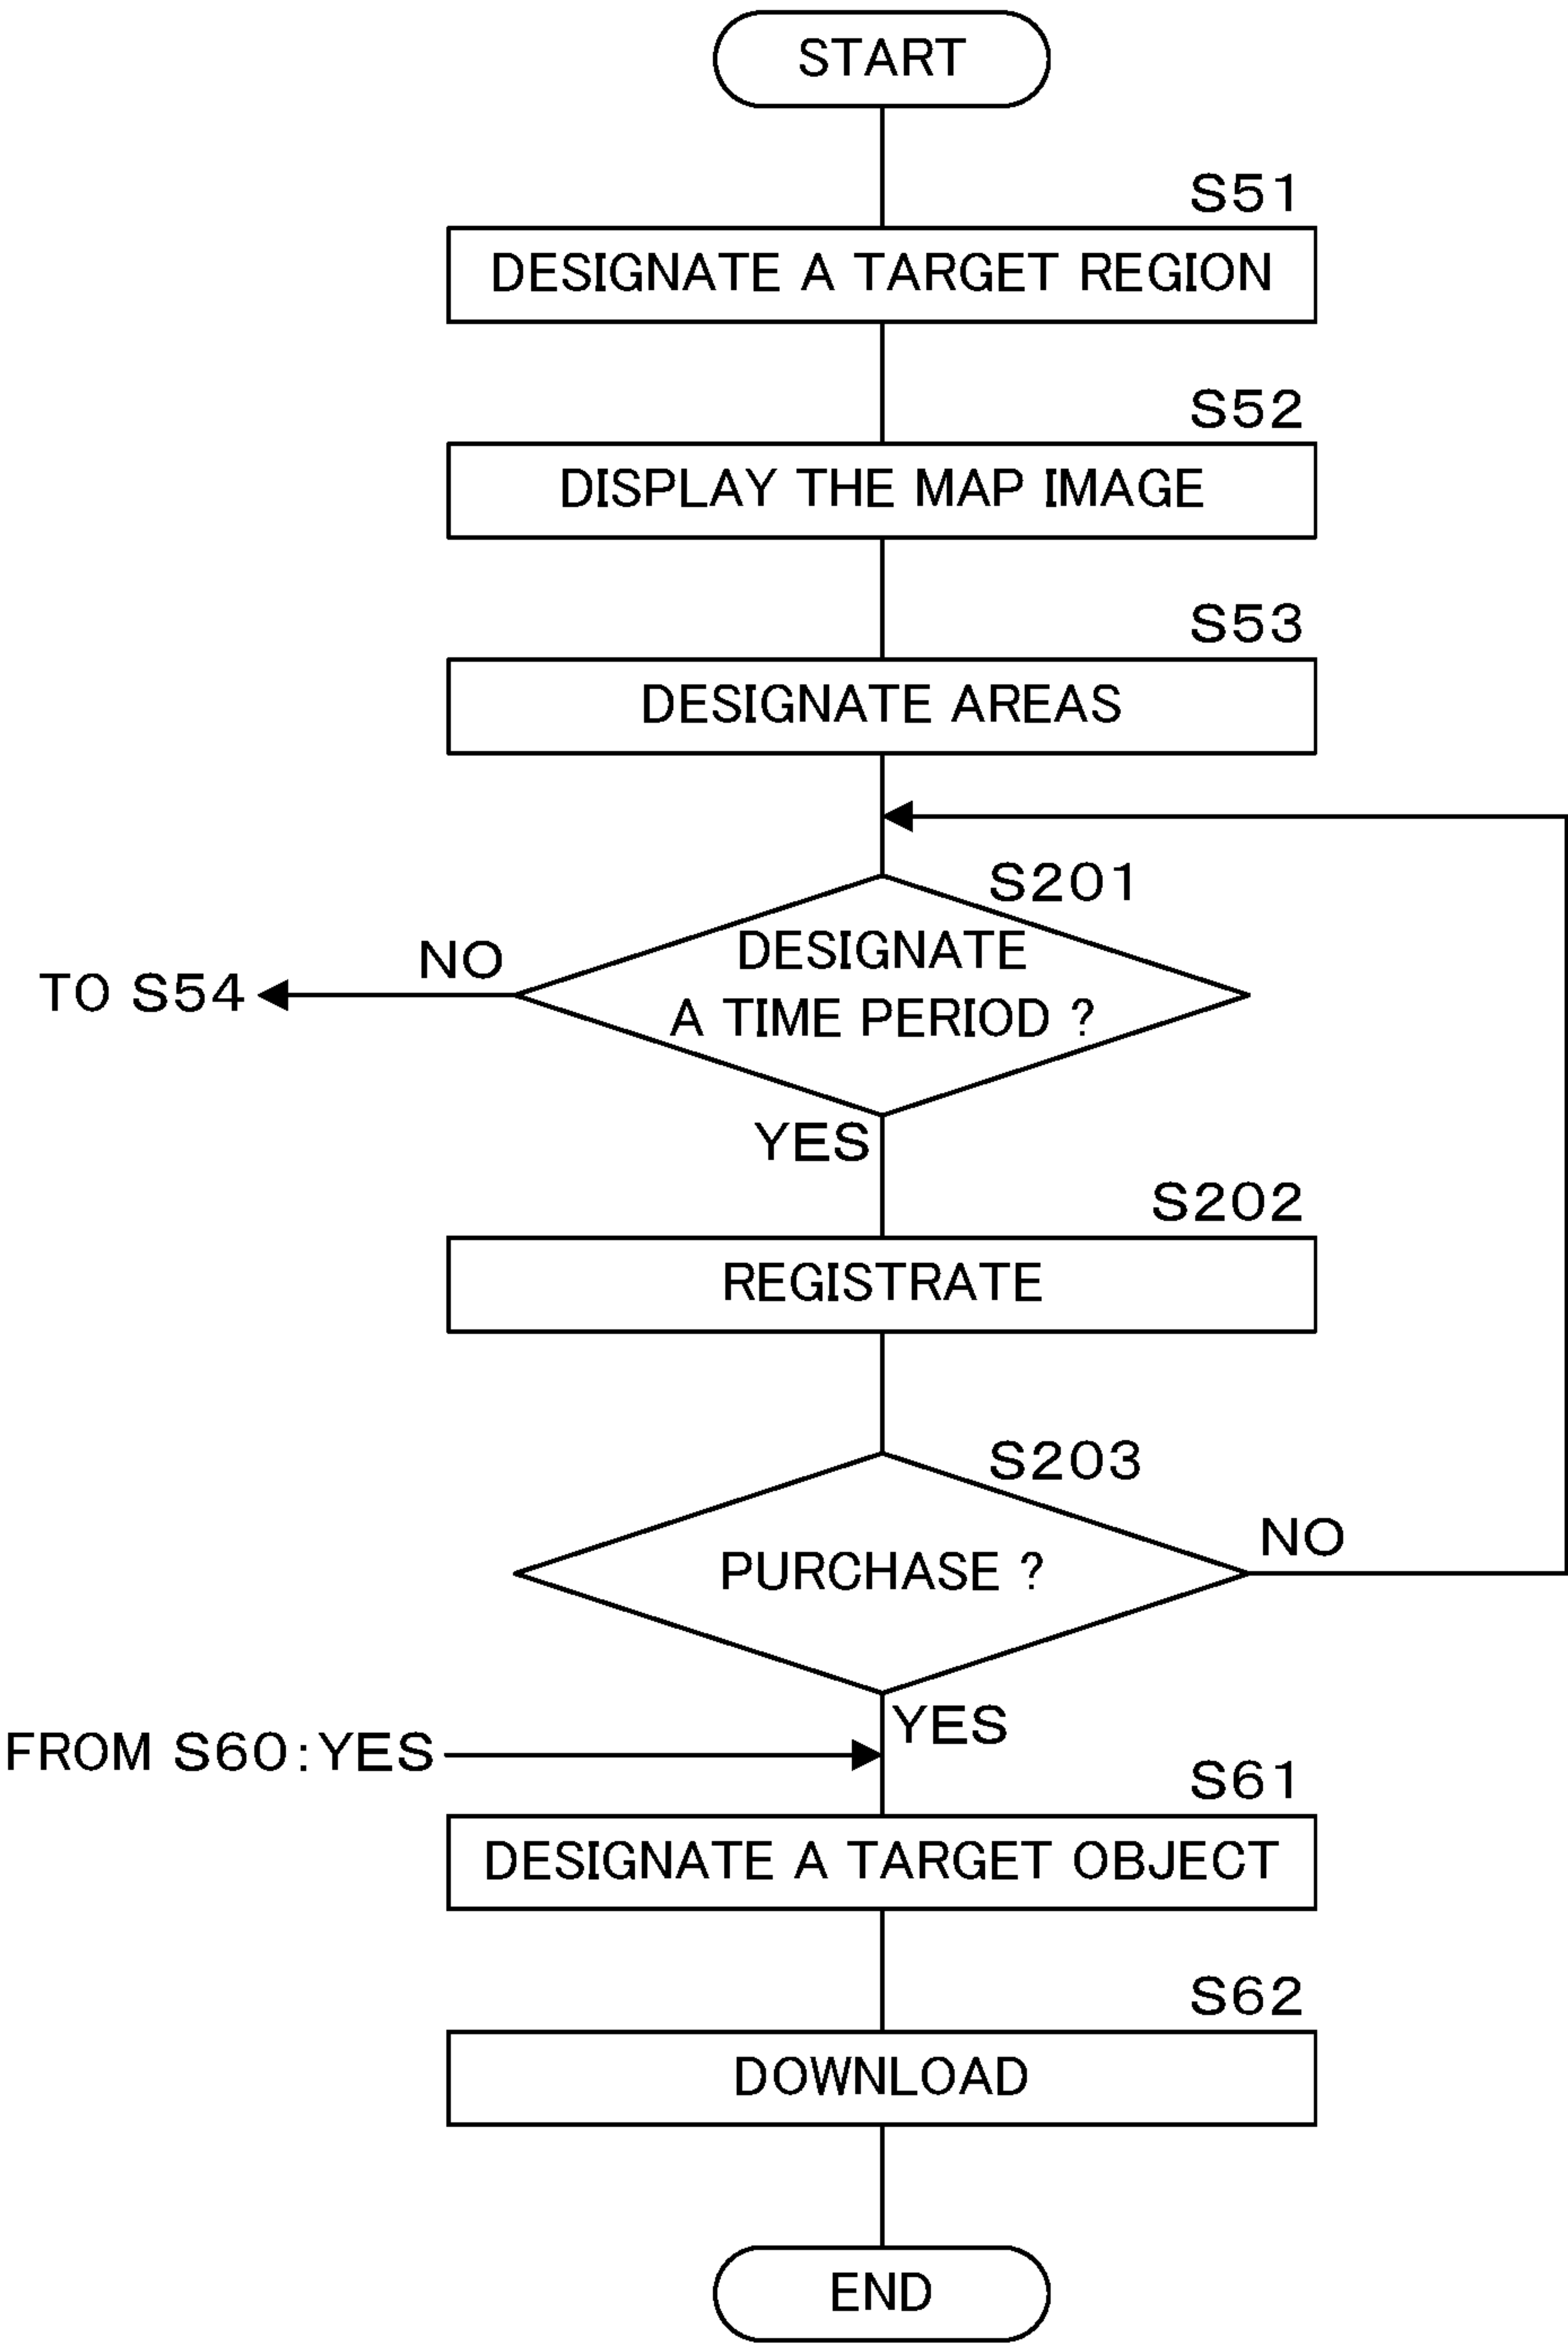 START
S51
DESIGNATE A TARGET REGION
S52
DISPLAY THE MAP IMAGE
S53
DESIGNATE AREAS
S201
DESIGNATE
A TIME PERIOD ?
NO
TO S54
YES
S202
REGISTRATE
S203
PURCHASE ?
NO
YES
FROM S60:YES
S61
DESIGNATE A TARGET OBJECT
S62
DOWNLOAD
END